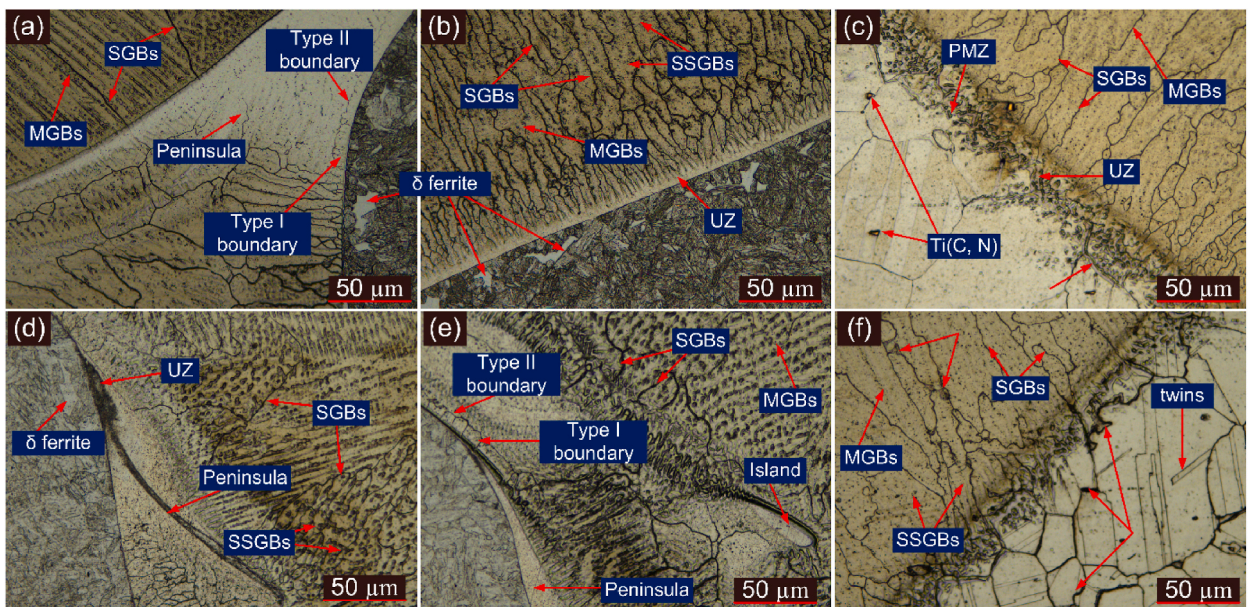 (a)
SGBs
Type II
boundary
MGBs
Peninsula
Type I
boundary
50 µm
(b)
SGBs
SSGBs
MGBs
δ ferrite
UZ
50 µm
(c)
PMZ
SGBs
MGBs
UZ
Ti(C, N)
50 µm
(d)
UZ
SGBs
δ ferrite
Peninsula
SSGBs
50 µm
(e)
SGBs
Type II
boundary
MGBs
Type I
boundary
Island
Peninsula
50 µm
(f)
SGBs
twins
MGBs
SSGBs
50 µm